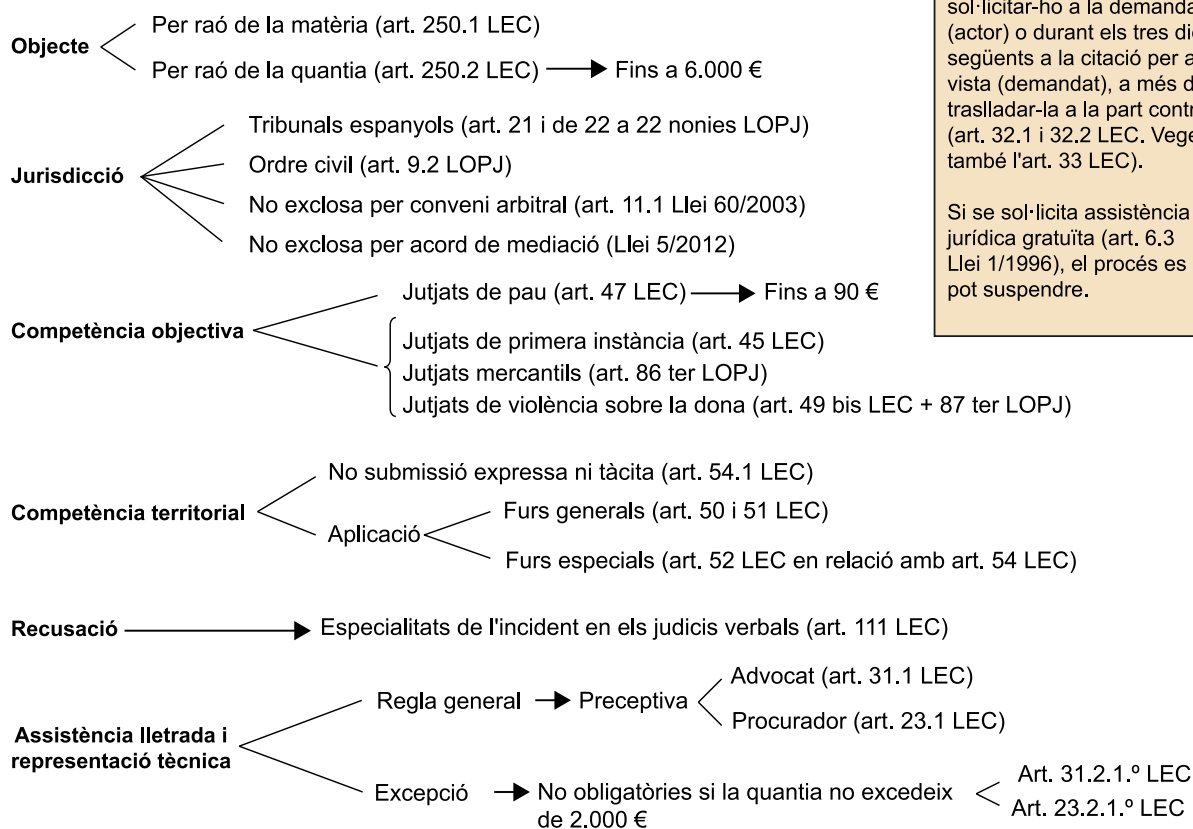 Objecte
Per raó de la matèria (art. 250.1 LEC)
Per raó de la quantia (art. 250.2 LEC)
Fins a 6.000 €
Jurisdicció
Tribunals espanyols (art. 21 i de 22 a 22 nonies LOPJ)
Ordre civil (art. 9.2 LOPJ)
No exclosa per conveni arbitral (art. 11.1 Llei 60/2003)
No exclosa per acord de mediació (Llei 5/2012)
Competència objectiva
Jutjats de pau (art. 47 LEC)
Fins a 90 €
Jutjats de primera instància (art. 45 LEC)
Jutjats mercantils (art. 86 ter LOPJ)
Jutjats de violència sobre la dona (art. 49 bis LEC + 87 ter LOPJ)
Competència territorial
No submissió expressa ni tàcita (art. 54.1 LEC)
Aplicació
Furs generals (art. 50 i 51 LEC)
Furs especials (art. 52 LEC en relació amb art. 54 LEC)
Recusació
Especialitats de l'incident en els judicis verbals (art. 111 LEC)
Assistència lletrada i
representació tècnica
Regla general
Preceptiva
Advocat (art. 31.1 LEC)
Procurador (art. 23.1 LEC)
Excepció
No obligatòries si la quantia no excedeix
de 2.000 €
Art. 31.2.1.º LEC
Art. 23.2.1.º LEC
sol·licitar-ho a la
(actor) o durant els tres
següents a la citació per
vista (demandat), a més
traslladar-la a la part
(art. 32.1 i 32.2 LEC.
també l'art. 33 LEC).
Si se sol·licita assistència
jurídica gratuïta (art. 6.3
Llei 1/1996), el procés es
pot suspendre.